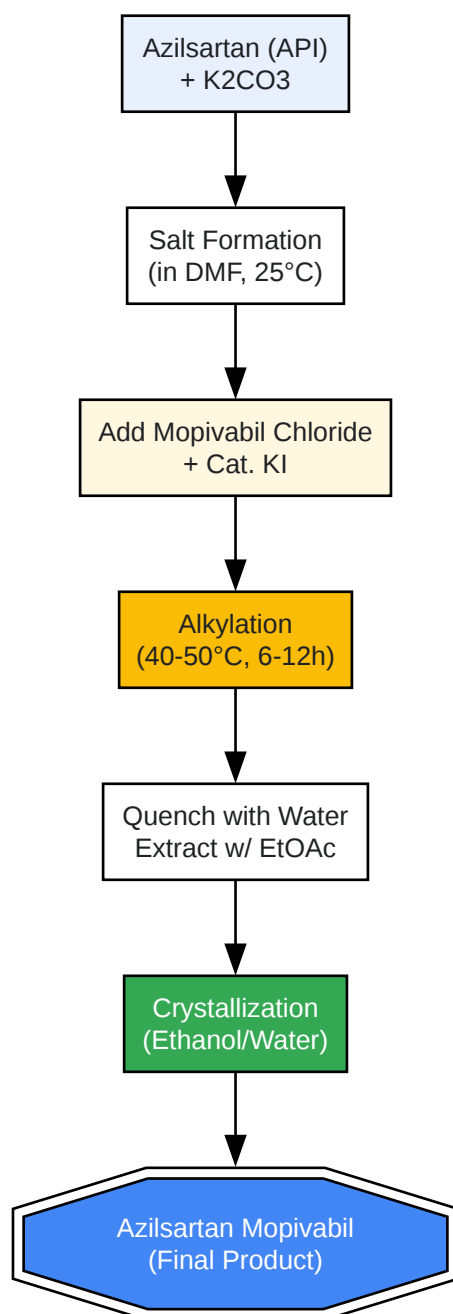 Azilsartan (API)
+ K2CO3
Salt Formation
(in DMF, 25°C)
Add Mopivabil Chloride
+ Cat. KI
Alkylation
(40-50°C, 6-12h)
Quench with Water
Extract w/ EtOAc
Crystallization
(Ethanol/Water)
Azilsartan Mopivabil
(Final Product)